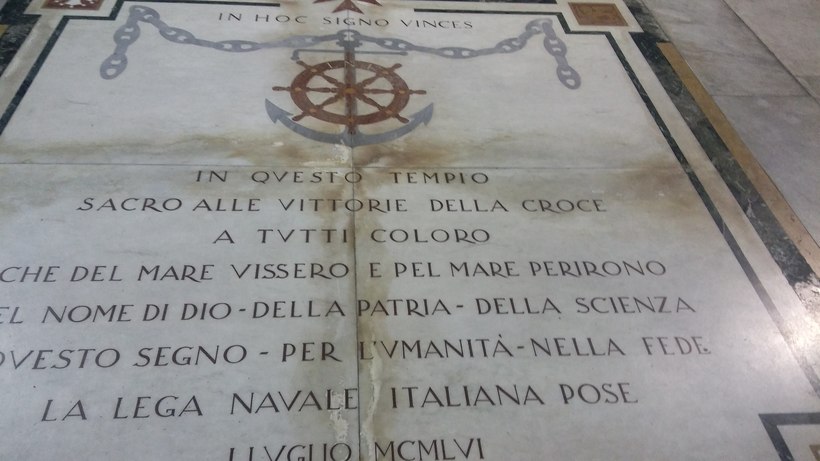 IN HOC SIGNO VINCES
IN QVESTO TEMPIO
SACRO ALLE VITTORIE DELLA CROCE
A TVTTI COLORO
CHE DEL MARE VISSERO E PEL MARE PERIRONO
EL NOME DI DIO - DELLA PATRIA - DELLA SCIENZA
QVESTO SEGNO - PER L'VMANITÀ - NELLA FEDE
LA LEGA NAVALE ITALIANA POSE
I LVGLIO MCMLVI